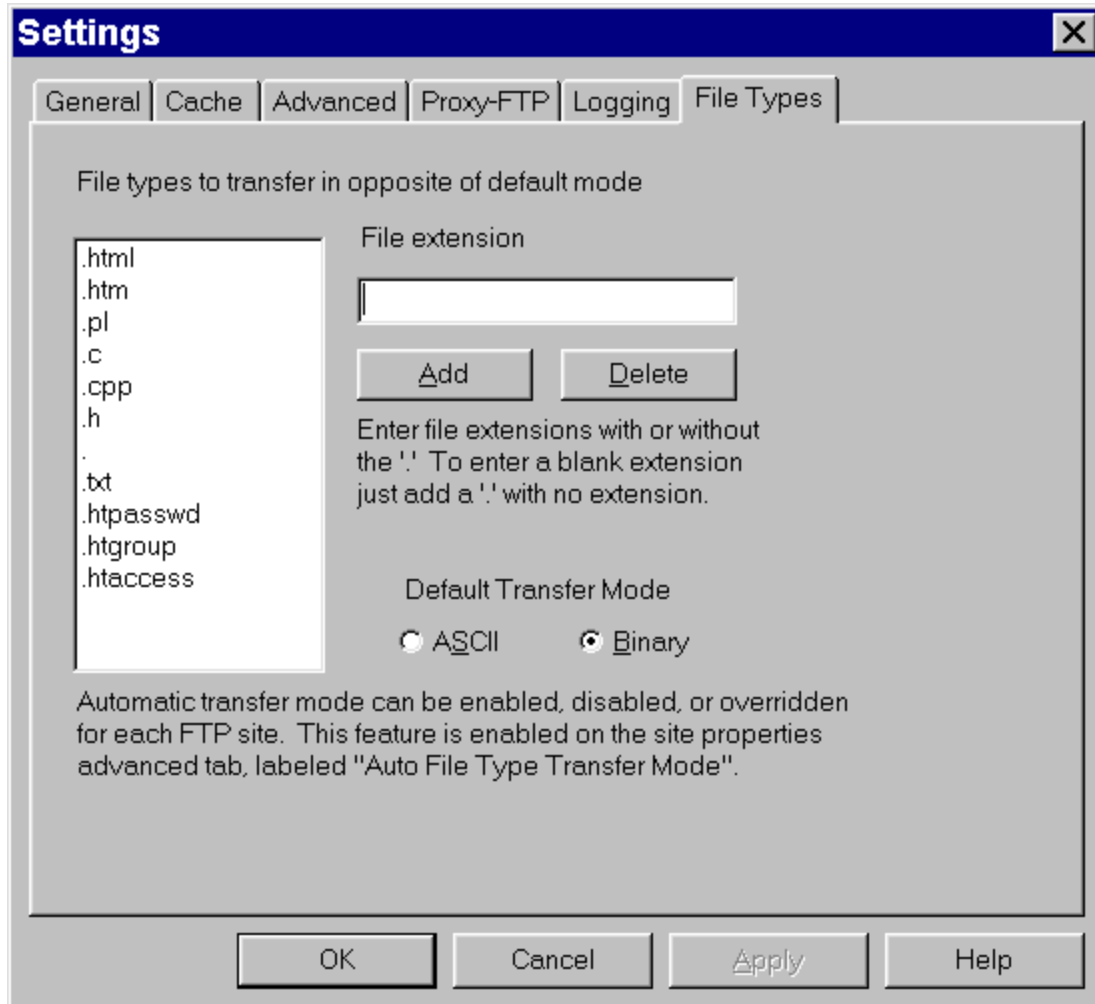 Settings
General
Cache
Advanced
Proxy-FTP
Logging
File Types
File types to transfer in opposite of default mode
.html
.htm
.pl
.c
.cpp
.h
.
.txt
.htpasswd
.htgroup
.htaccess
File extension
Add
Delete
Enter file extensions with or without
the '.'  To enter a blank extension
just add a '.' with no extension.
Default Transfer Mode
ASCII
Binary
Automatic transfer mode can be enabled, disabled, or overridden
for each FTP site.  This feature is enabled on the site properties
advanced tab, labeled "Auto File Type Transfer Mode".
OK
Cancel
Apply
Help